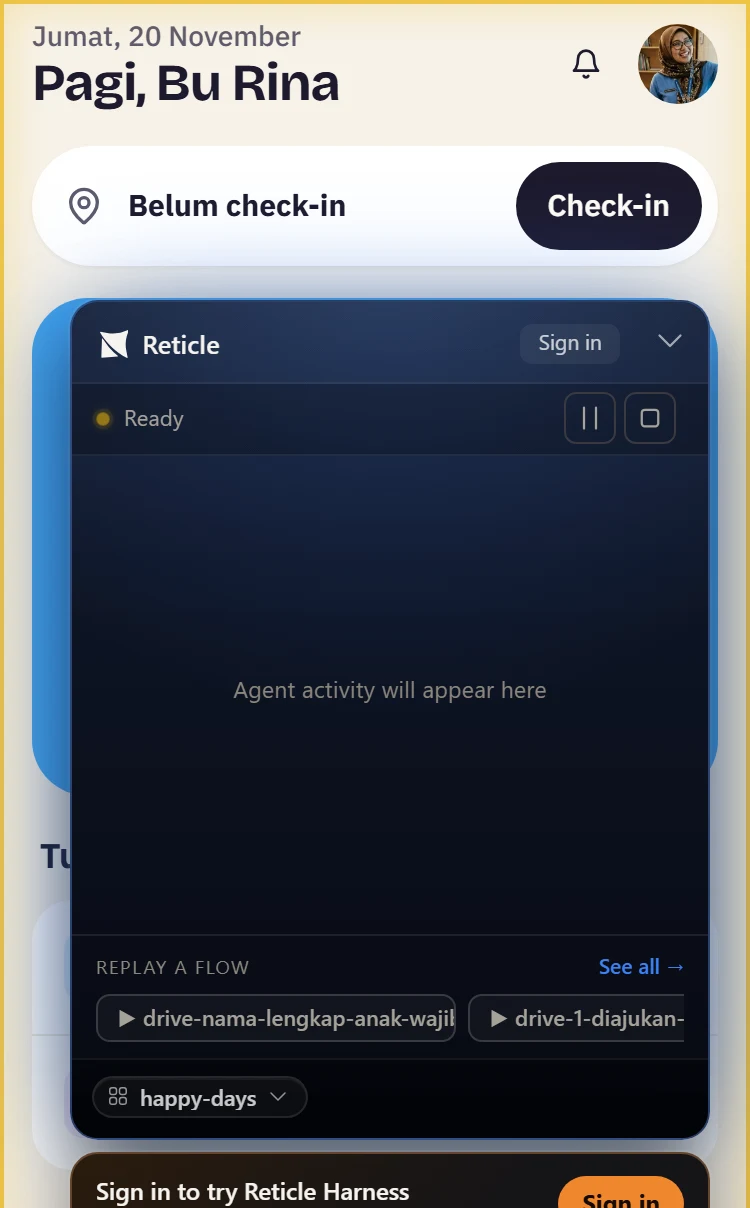 Jumat, 20 November
Pagi, Bu Rina
Belum check-in
Check-in
Reticle
Sign in
Ready
Agent activity will appear here
REPLAY A FLOW
See all →
drive-nama-lengkap-anak-wajib
drive-1-diajukan-
happy-days
Sign in to try Reticle Harness
Sign in